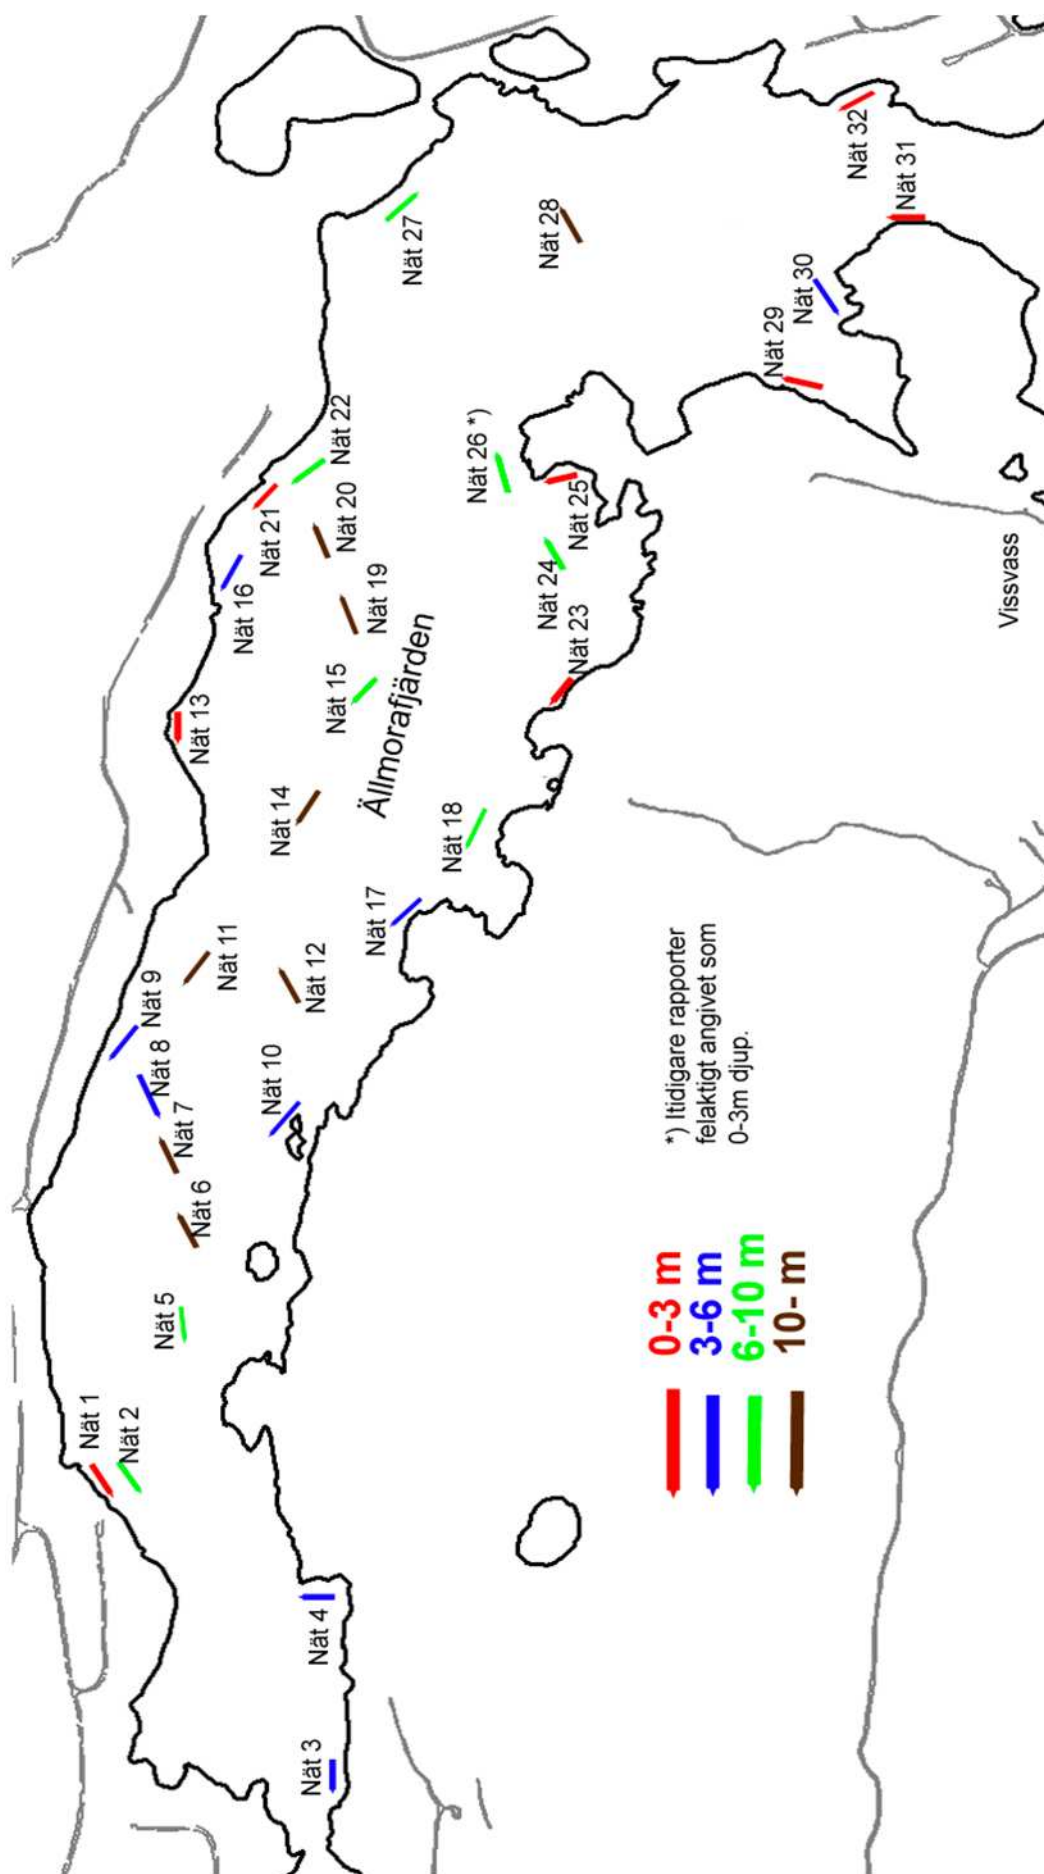 Nät 1
Nät 2
Nät 3
Nät 4
Nät 5
Nät 6
Nät 7
Nät 8
Nät 9
Nät 10
Nät 11
Nät 12
Nät 13
Nät 14
Nät 15
Nät 16
Nät 17
Nät 18
Nät 19
Nät 20
Nät 21
Nät 22
Nät 23
Nät 24
Nät 25
Nät 26 *)
Nät 27
Nät 28
Nät 29
Nät 30
Nät 31
Nät 32
Ällmorafjärden
Vissvass
0-3 m
3-6 m
6-10 m
10- m
*) Itidigare rapporter
felaktigt angivet som
0-3m djup.